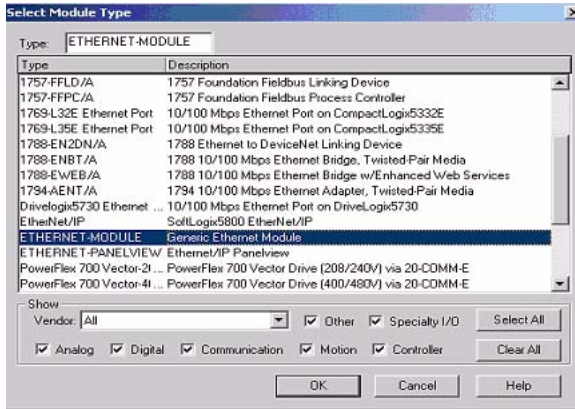 Select Module Type
Type: ETHERNET-MODULE
Type Description
1757-FFLD/A 1757 Foundation Fieldbus Linking Device
1757-FFPC/A 1757 Foundation Fieldbus Process Controller
1769-L32E Ethernet Port 10/100 Mbps Ethernet Port on CompactLogix5332E
1769-L35E Ethernet Port 10/100 Mbps Ethernet Port on CompactLogix5335E
1788-EN2DN/A 1788 Ethernet to DeviceNet Linking Device
1788-ENBT/A 1788 10/100 Mbps Ethernet Bridge, Twisted-Pair Media
1788-EWEB/A 1788 10/100 Mbps Ethernet Bridge w/Enhanced Web Services
1794-AENT/A 1794 10/100 Mbps Ethernet Adapter, Twisted-Pair Media
Drivelogix5730 Ethernet ... 10/100 Mbps Ethernet Port on DriveLogix5730
EtherNet/IP SoftLogix5800 EtherNet/IP
ETHERNET-MODULE Generic Ethernet Module
ETHERNET-PANELVIEW Ethernet/IP Panelview
PowerFlex 700 Vector-2(... PowerFlex 700 Vector Drive (208/240V) via 20-COMM-E
PowerFlex 700 Vector-4(... PowerFlex 700 Vector Drive (400/480V) via 20-COMM-E
Show
Vendor: All Other Specialty I/O Select All
Analog Digital Communication Motion Controller Clear All
OK Cancel Help